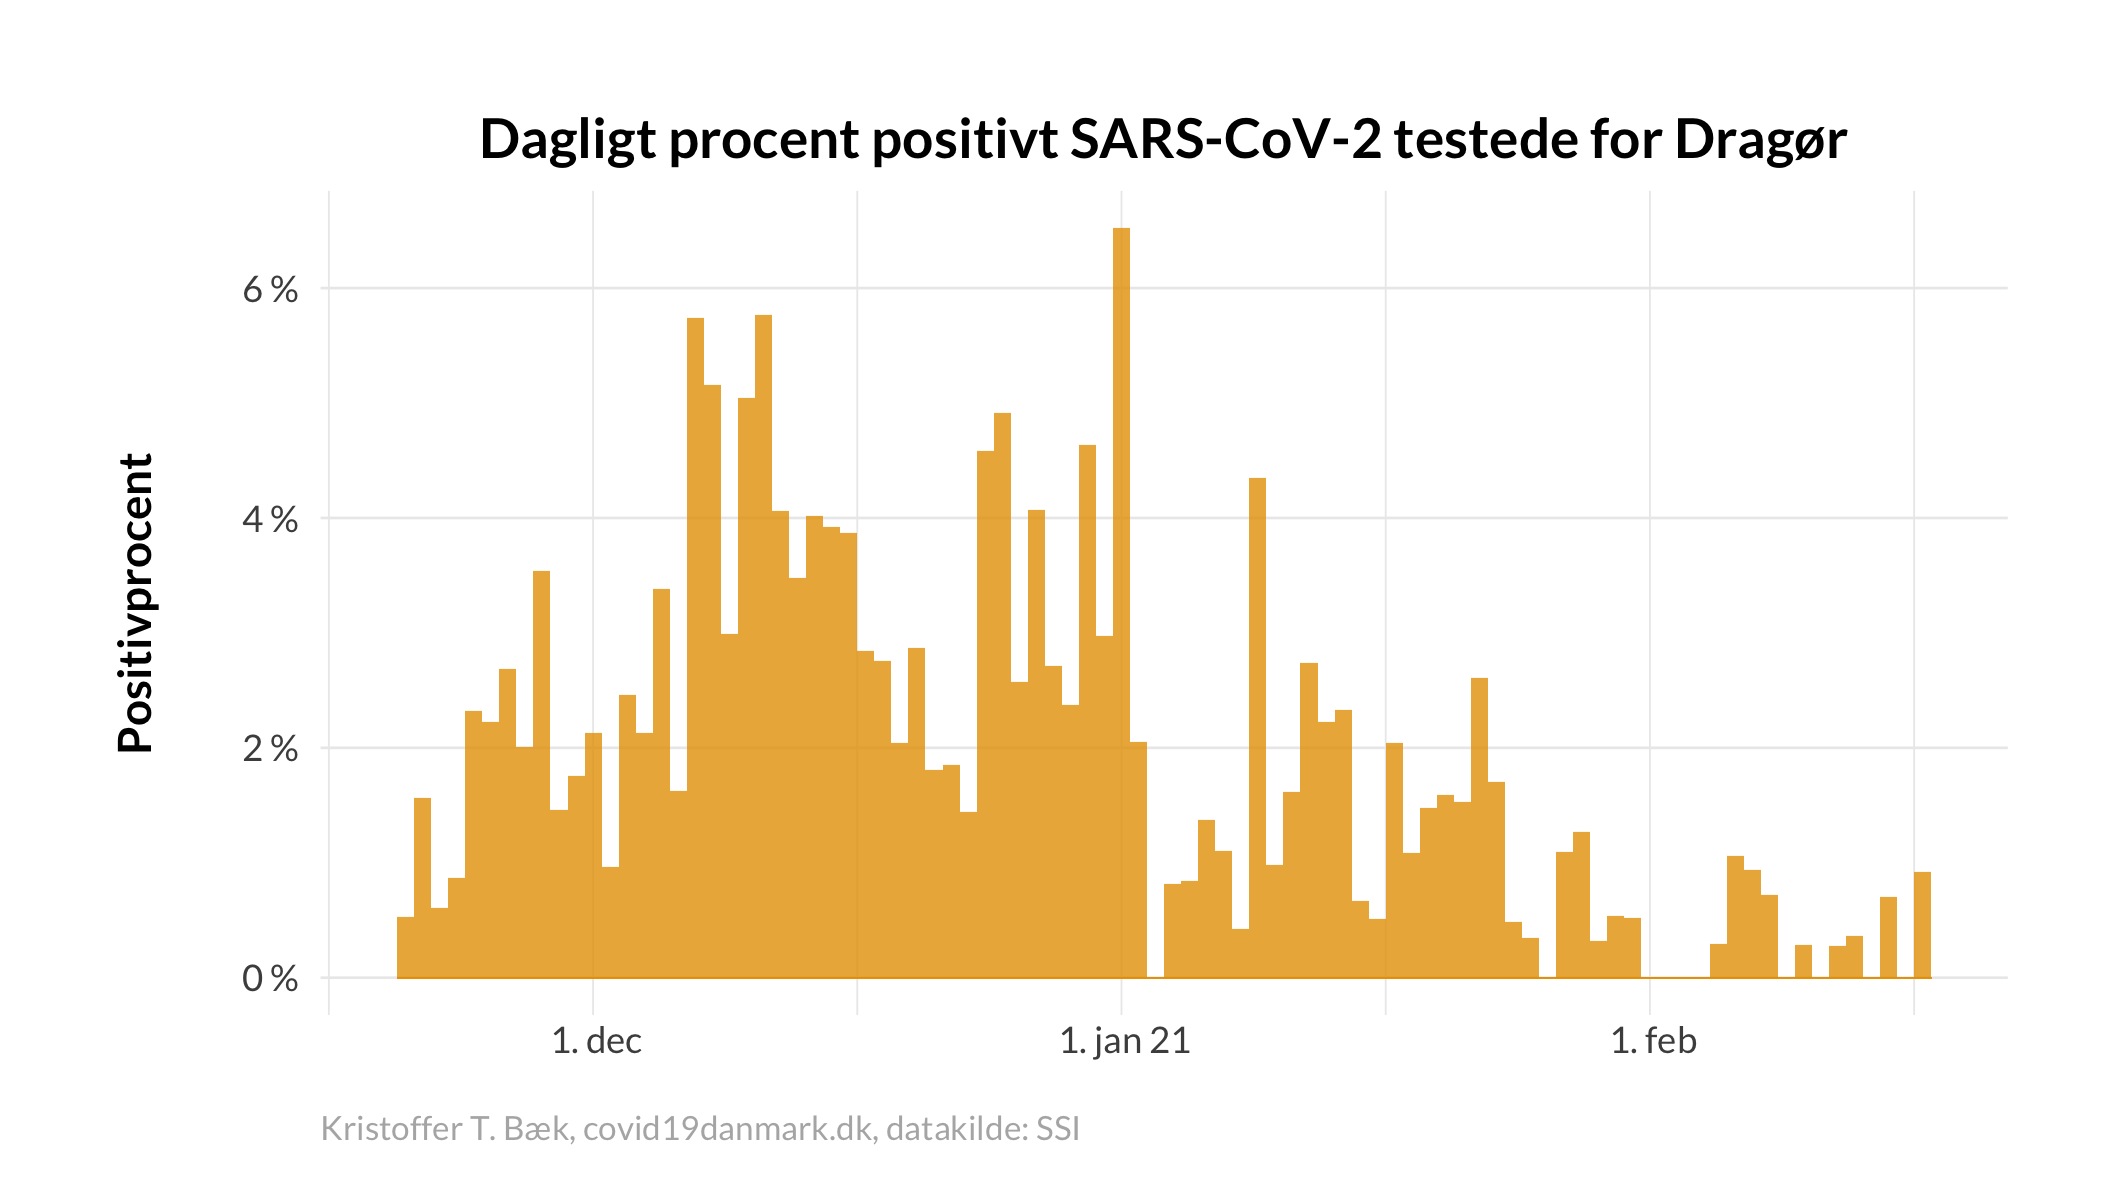 Dagligt procent positivt SARS-CoV-2 testede for Dragør
Positivprocent
6 %
4 %
2 %
0 %
1. dec
1. jan 21
1. feb
Kristoffer T. Bæk, covid19danmark.dk, datakilde: SSI